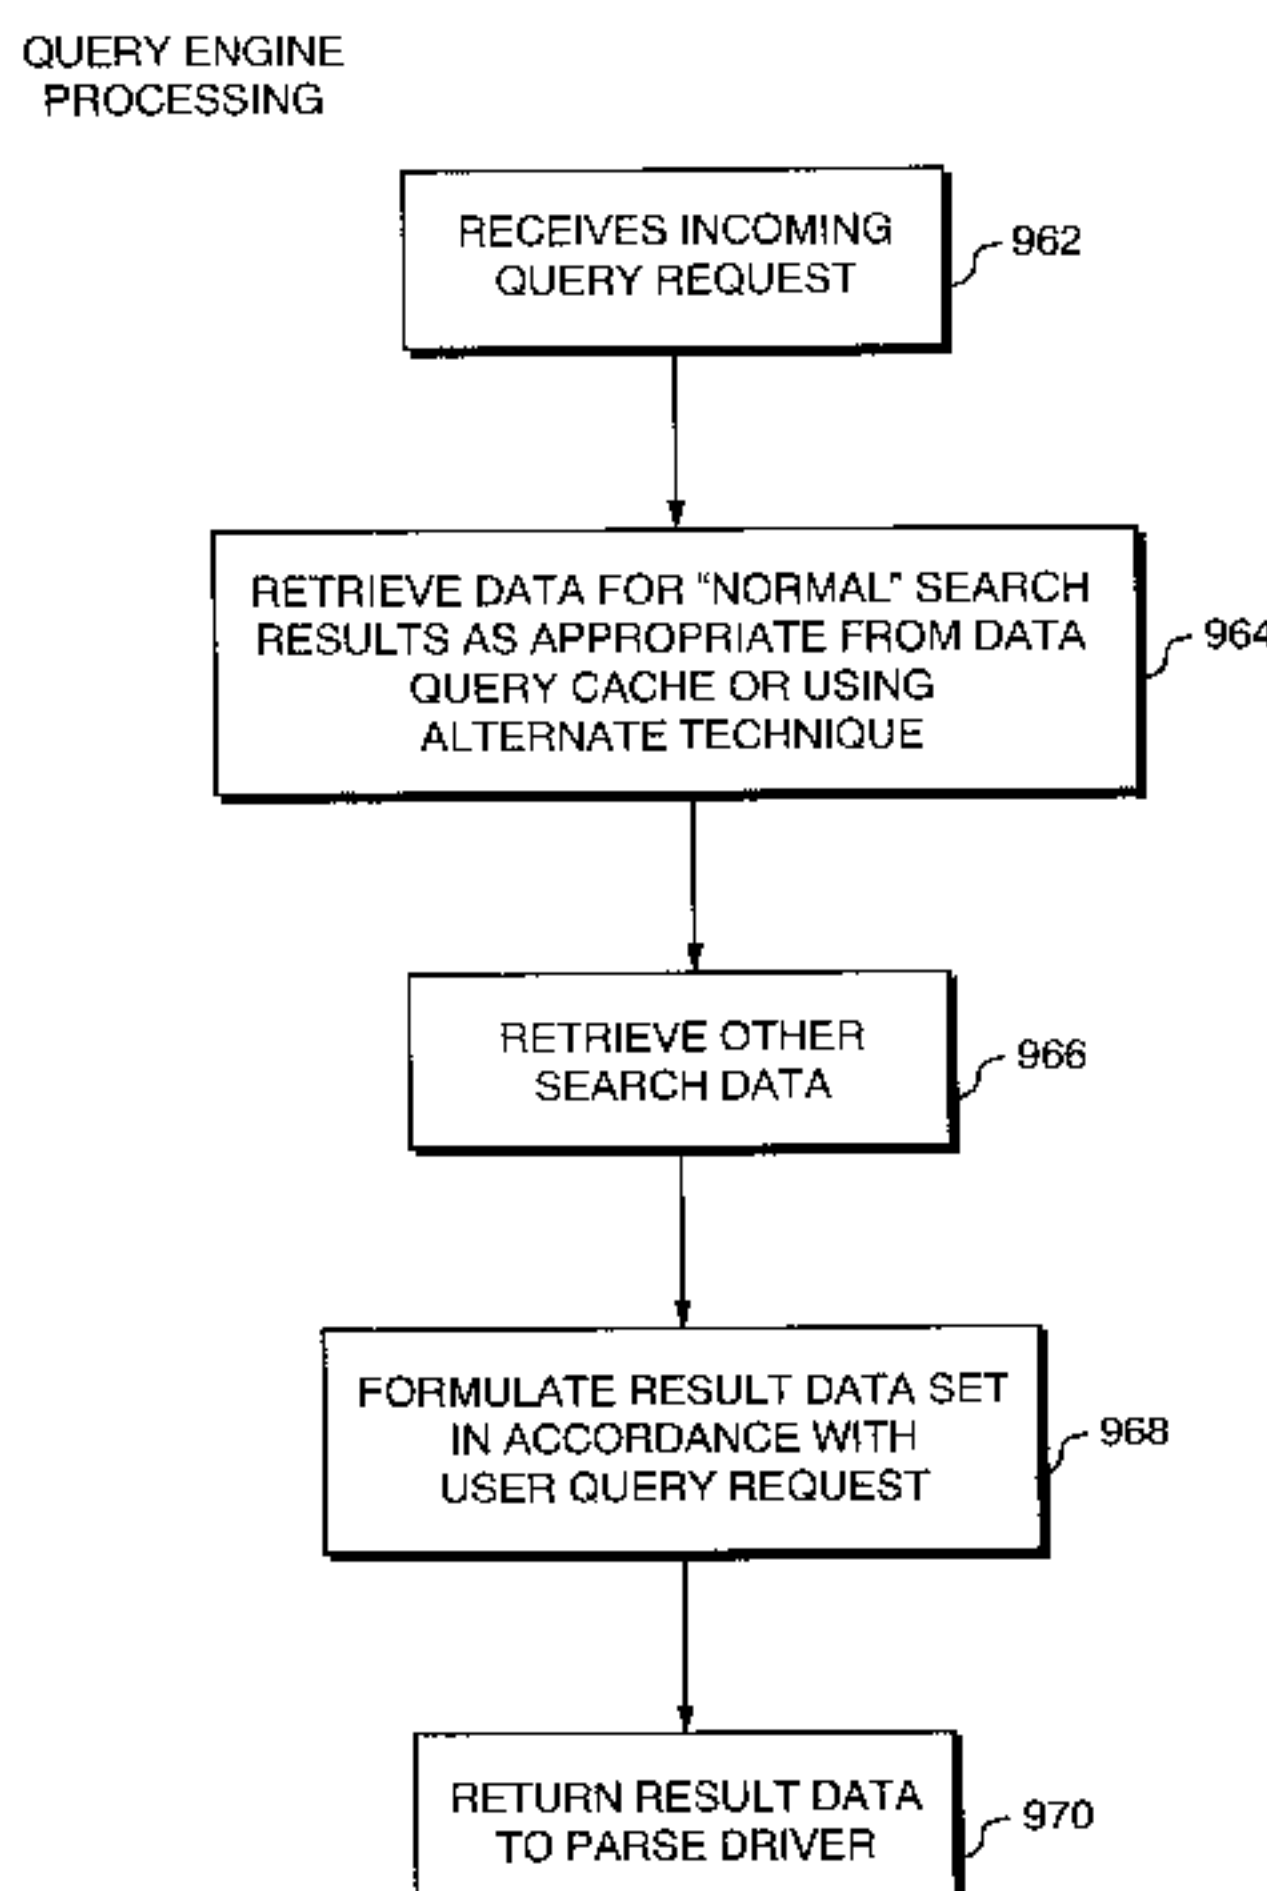 QUERY ENGINE
PROCESSING
RECEIVES INCOMING
QUERY REQUEST
962
RETRIEVE DATA FOR "NORMAL" SEARCH
RESULTS AS APPROPRIATE FROM DATA
QUERY CACHE OR USING
ALTERNATE TECHNIQUE
964
RETRIEVE OTHER
SEARCH DATA
966
FORMULATE RESULT DATA SET
IN ACCORDANCE WITH
USER QUERY REQUEST
968
RETURN RESULT DATA
TO PARSE DRIVER
970